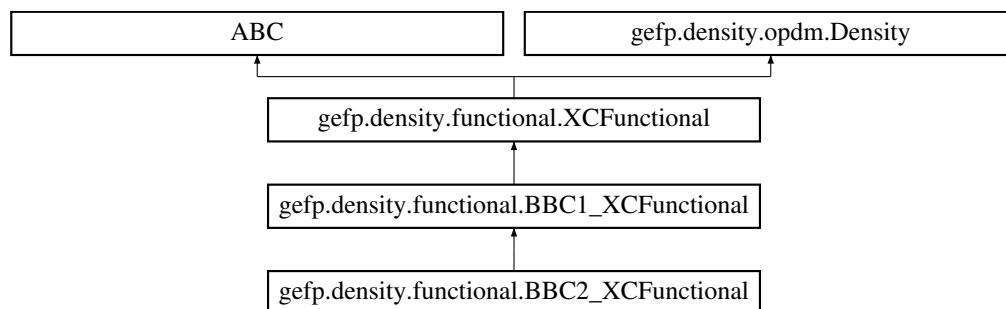 ABC
gefp.density.opdm.Density
gefp.density.functional.XCFunctional
gefp.density.functional.BBC1_XCFunctional
gefp.density.functional.BBC2_XCFunctional